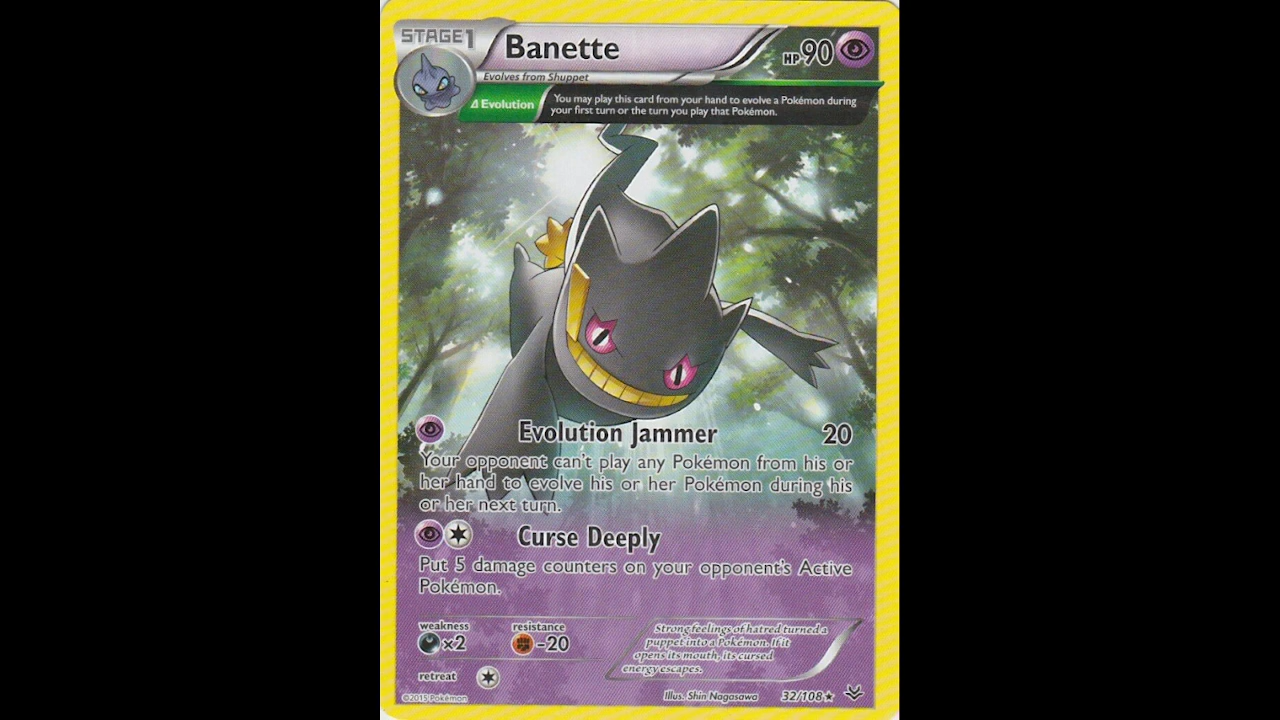 STAGE1
Banette
HP90
Evolves from Shuppet
Δ Evolution
You may play this card from your hand to evolve a Pokémon during
your first turn or the turn you play that Pokémon.
Evolution Jammer 20
Your opponent can't play any Pokémon from his or
her hand to evolve his or her Pokémon during his
or her next turn.
Curse Deeply
Put 5 damage counters on your opponent's Active
Pokémon.
weakness
×2
resistance
-20
retreat
Strong feelings of hatred turned a
puppet into a Pokémon. If it
opens its mouth, its cursed
energy escapes.
©2015 Pokémon
Illus. Shin Nagasawa
32/108★